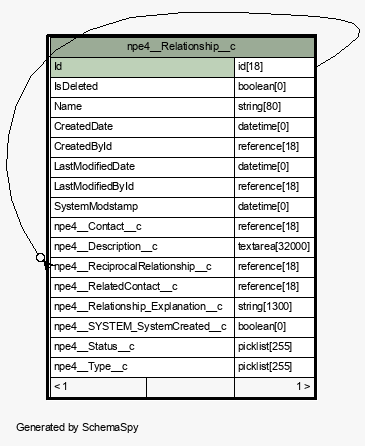 npe4__Relationship__c
Id id[18]
IsDeleted boolean[0]
Name string[80]
CreatedDate datetime[0]
CreatedById reference[18]
LastModifiedDate datetime[0]
LastModifiedById reference[18]
SystemModstamp datetime[0]
npe4__Contact__c reference[18]
npe4__Description__c textarea[32000]
npe4__ReciprocalRelationship__c reference[18]
npe4__RelatedContact__c reference[18]
npe4__Relationship_Explanation__c string[1300]
npe4__SYSTEM_SystemCreated__c boolean[0]
npe4__Status__c picklist[255]
npe4__Type__c picklist[255]
< 1 1 >
Generated by SchemaSpy